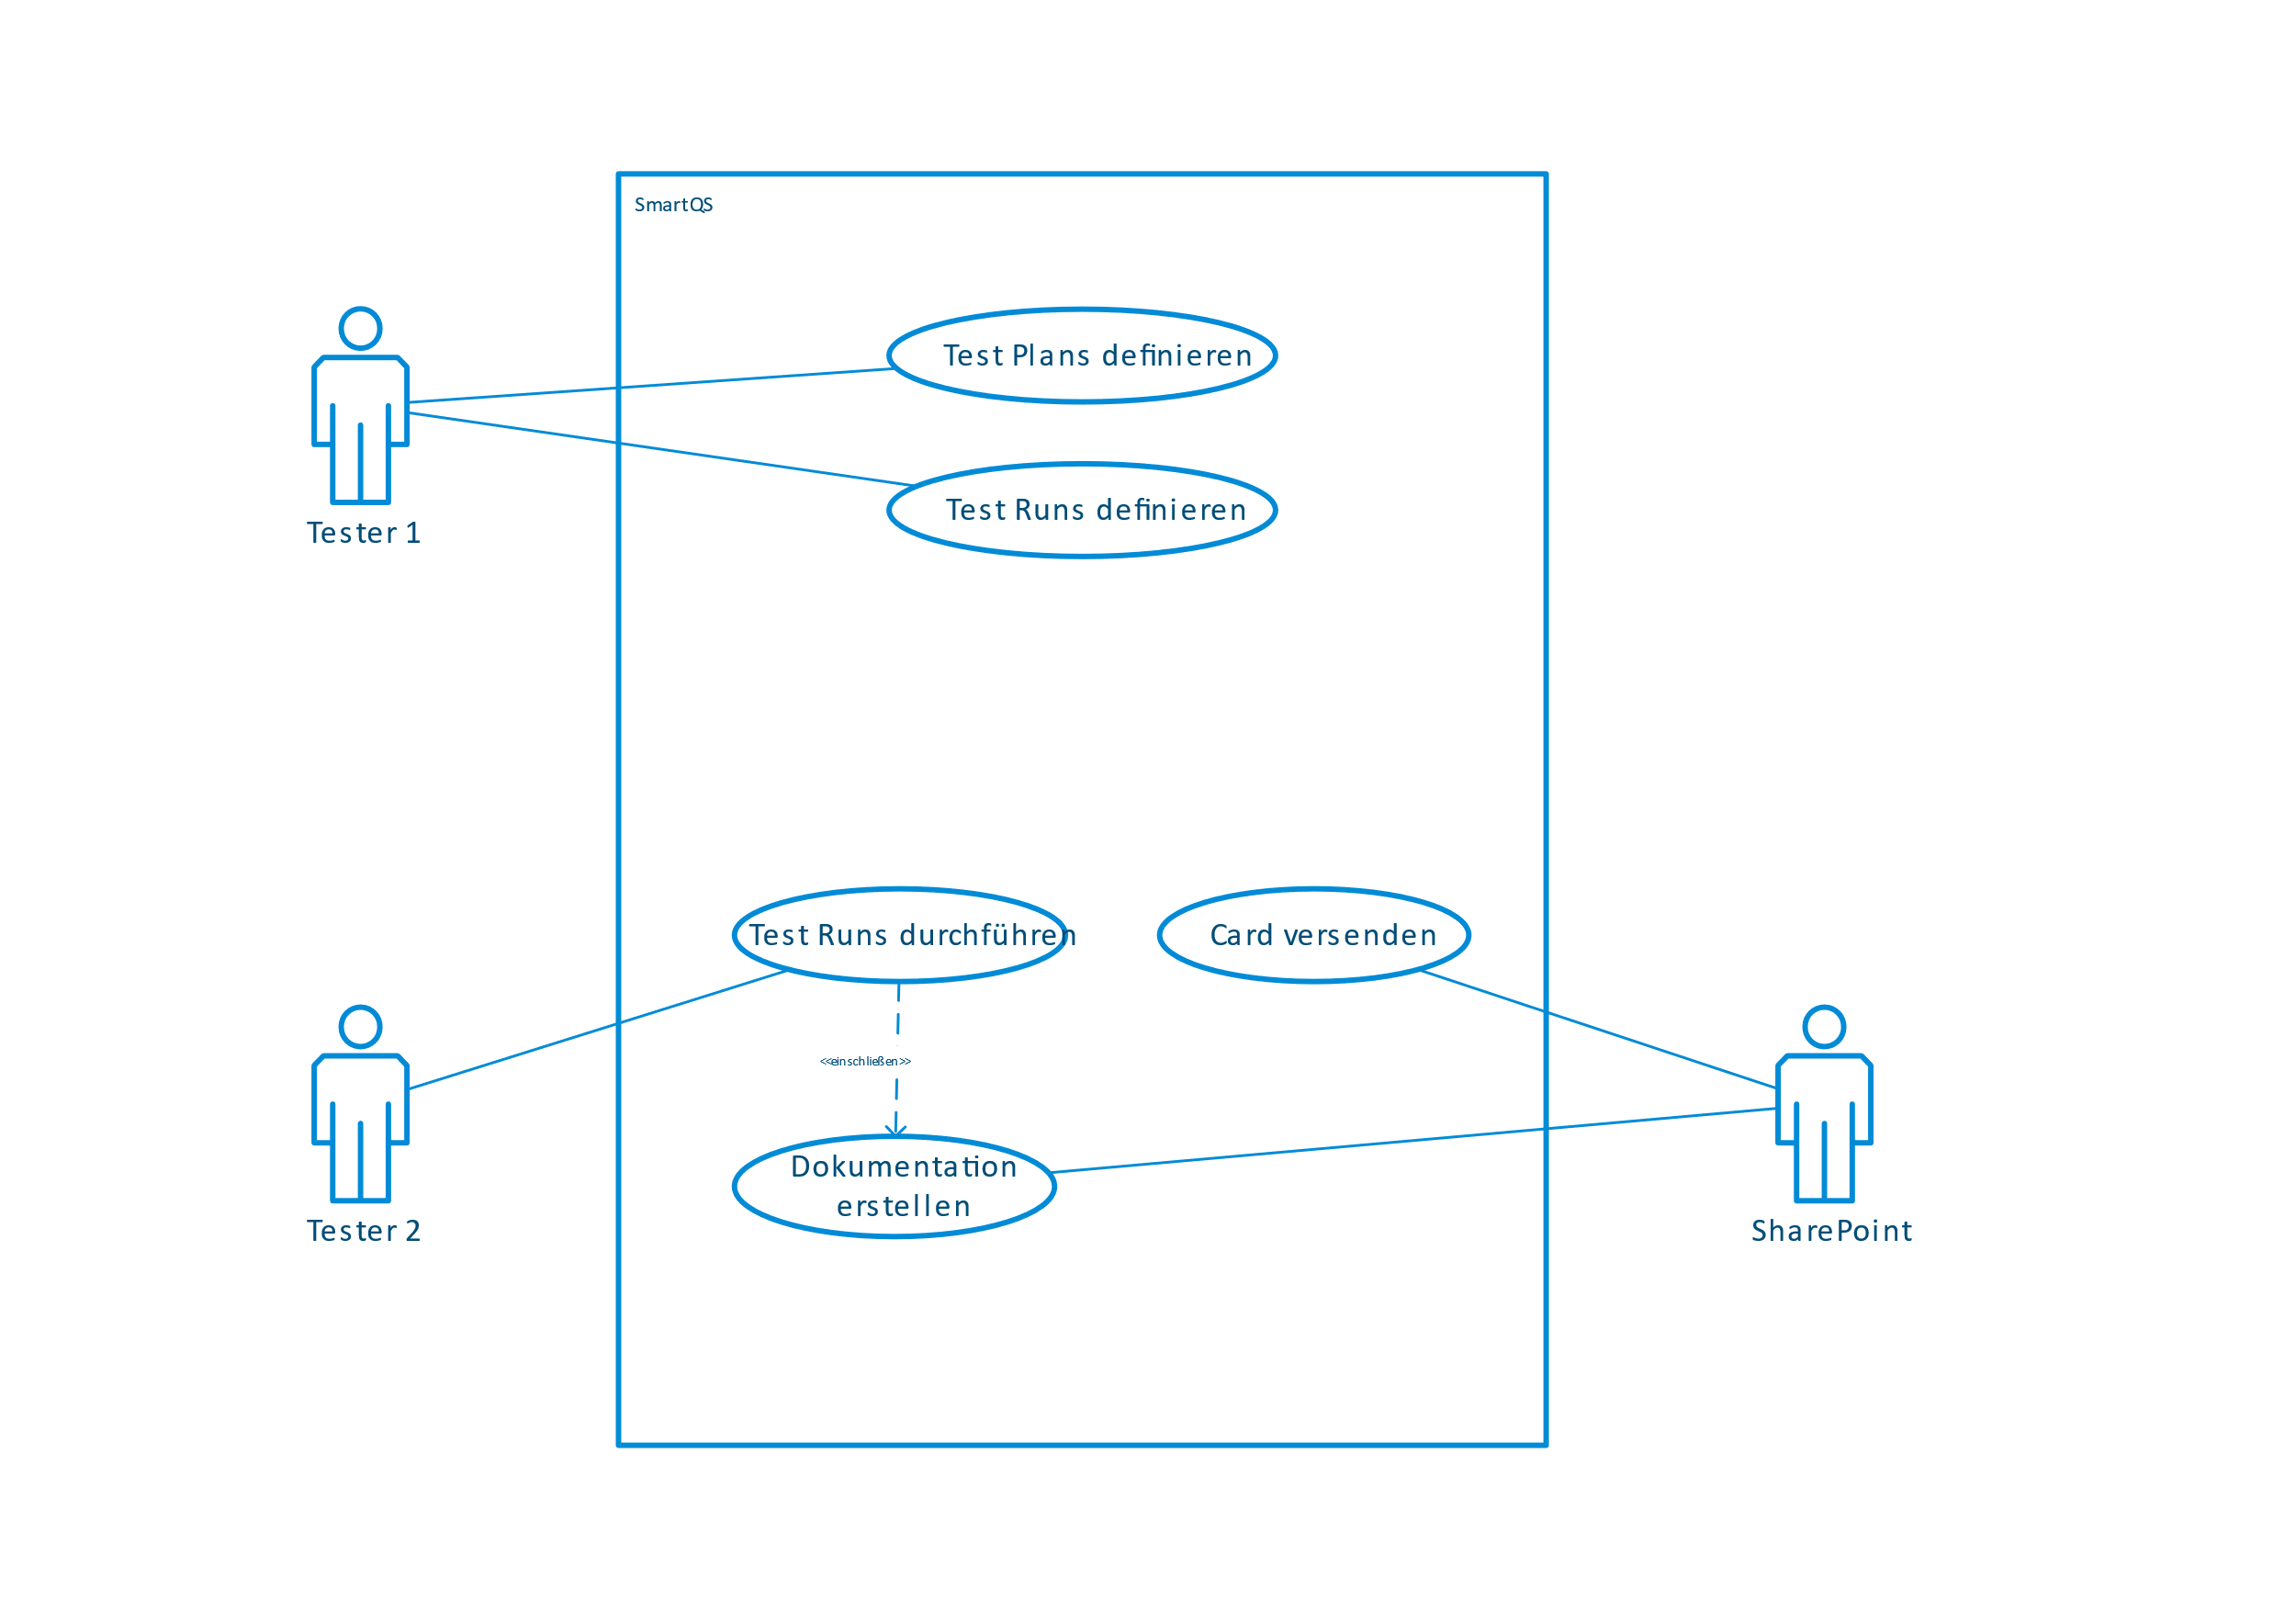 SmartQS
Test Plans definieren
Test Runs definieren
Tester 1
Test Runs durchführen
Card versenden
<<einschließen>>
Dokumentation
erstellen
Tester 2
SharePoint